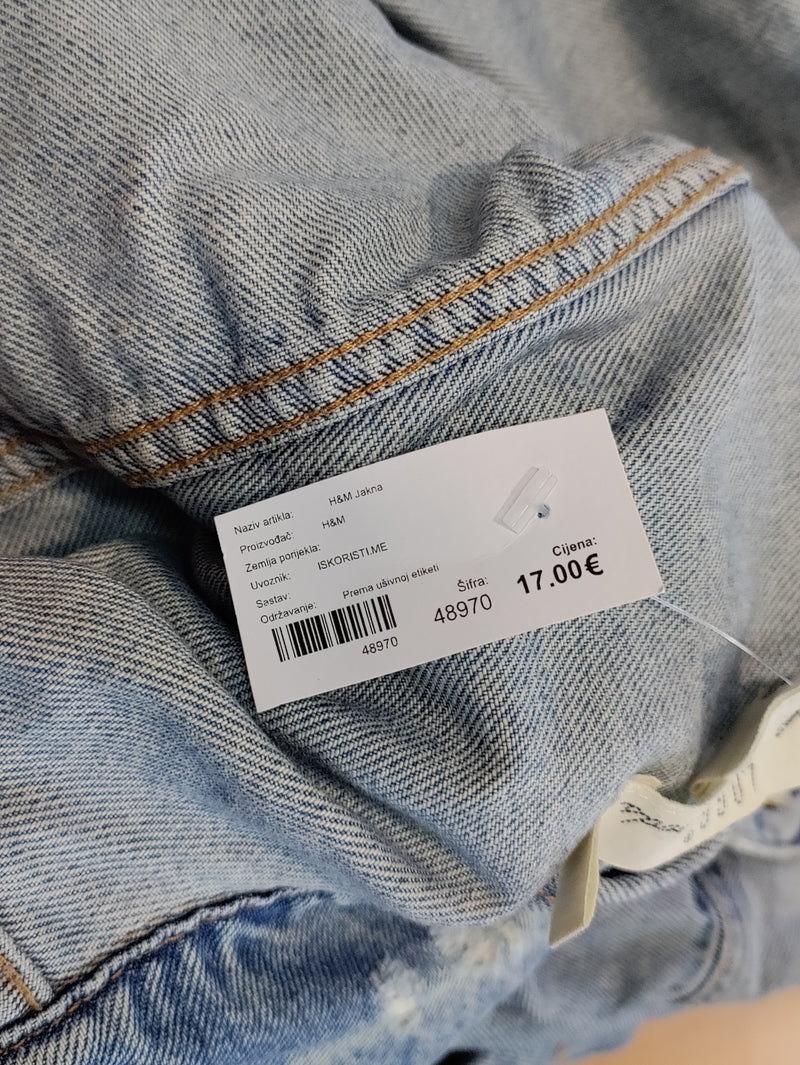 Naziv artikla: H&M Jakna
Proizvođač: H&M
Zemlja porijekla:
Uvoznik: ISKORISTI.ME
Sastav:
Održavanje: Prema ušivnoj etiketi
48970
Šifra:
48970
Cijena:
17.00€